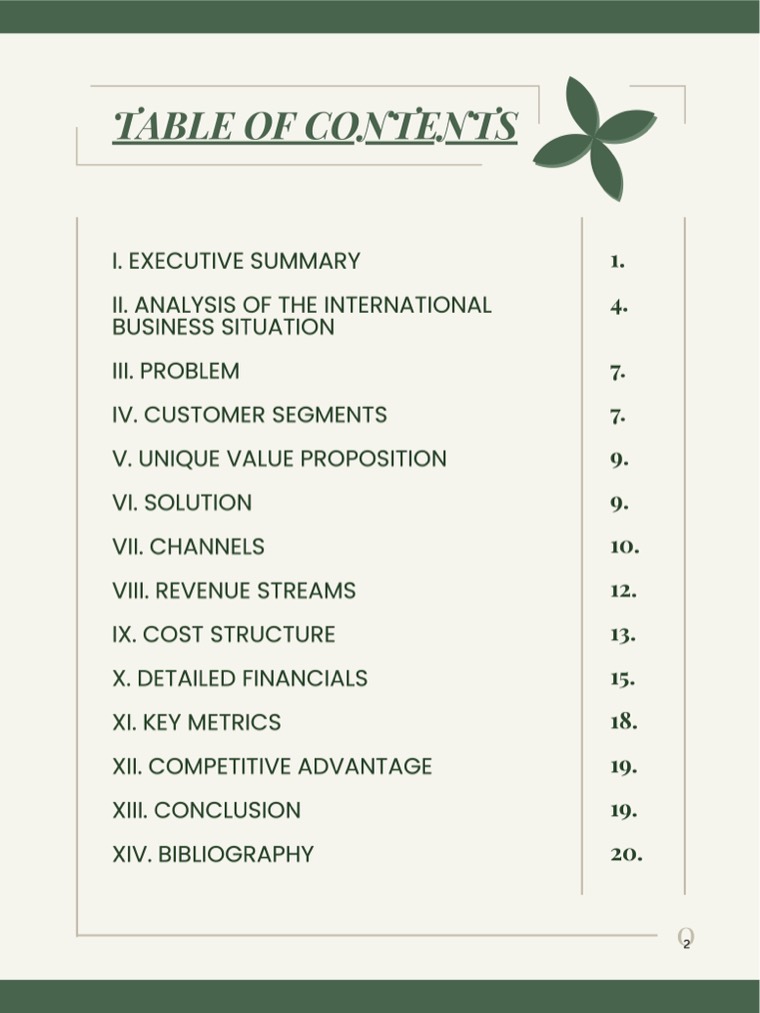 TABLE OF CONTENTS
I. EXECUTIVE SUMMARY 1.
II. ANALYSIS OF THE INTERNATIONAL 4.
BUSINESS SITUATION
III. PROBLEM 7.
IV. CUSTOMER SEGMENTS 7.
V. UNIQUE VALUE PROPOSITION 9.
VI. SOLUTION 9.
VII. CHANNELS 10.
VIII. REVENUE STREAMS 12.
IX. COST STRUCTURE 13.
X. DETAILED FINANCIALS 15.
XI. KEY METRICS 18.
XII. COMPETITIVE ADVANTAGE 19.
XIII. CONCLUSION 19.
XIV. BIBLIOGRAPHY 20.
0
2